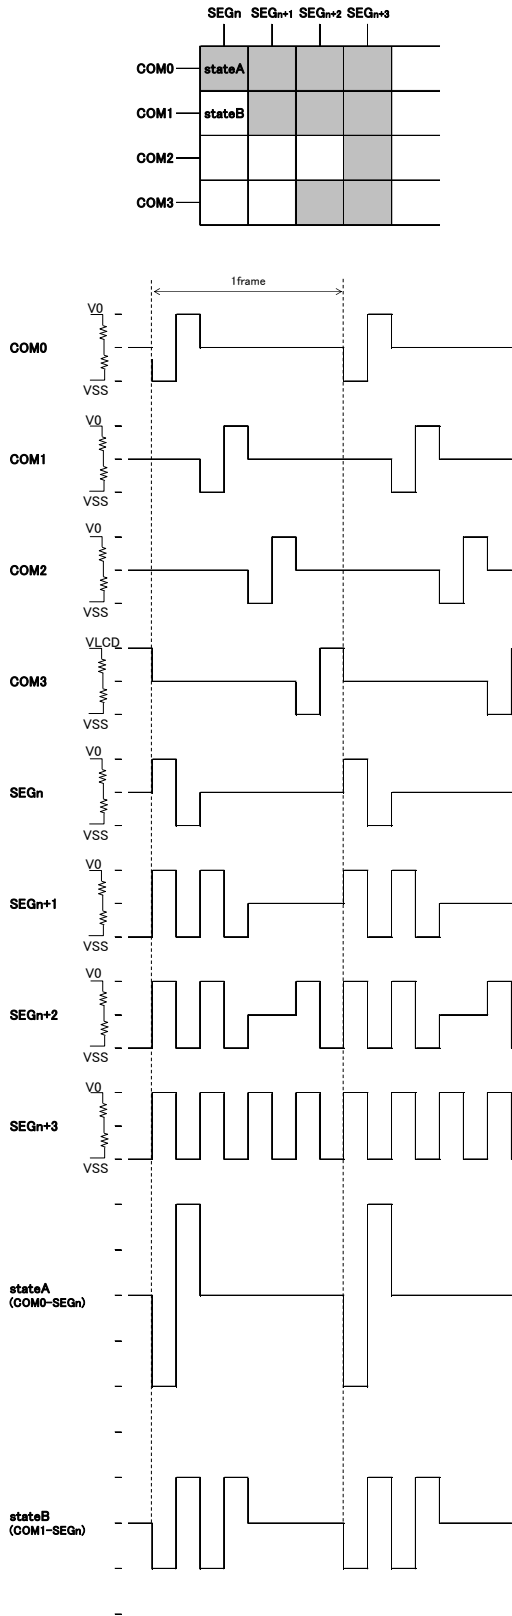 SEGn SEGn+1 SEGn+2 SEGn+3
COM0 stateA
COM1 stateB
COM2
COM3
1frame
V0
COM0
VSS
V0
COM1
VSS
V0
COM2
VSS
VLCD
COM3
VSS
V0
SEGn
VSS
V0
SEGn+1
VSS
V0
SEGn+2
VSS
V0
SEGn+3
VSS
stateA
(COM0-SEGn)
stateB
(COM1-SEGn)